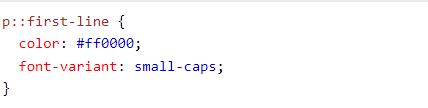 p::first-line {
  color: #ff0000;
  font-variant: small-caps;
}